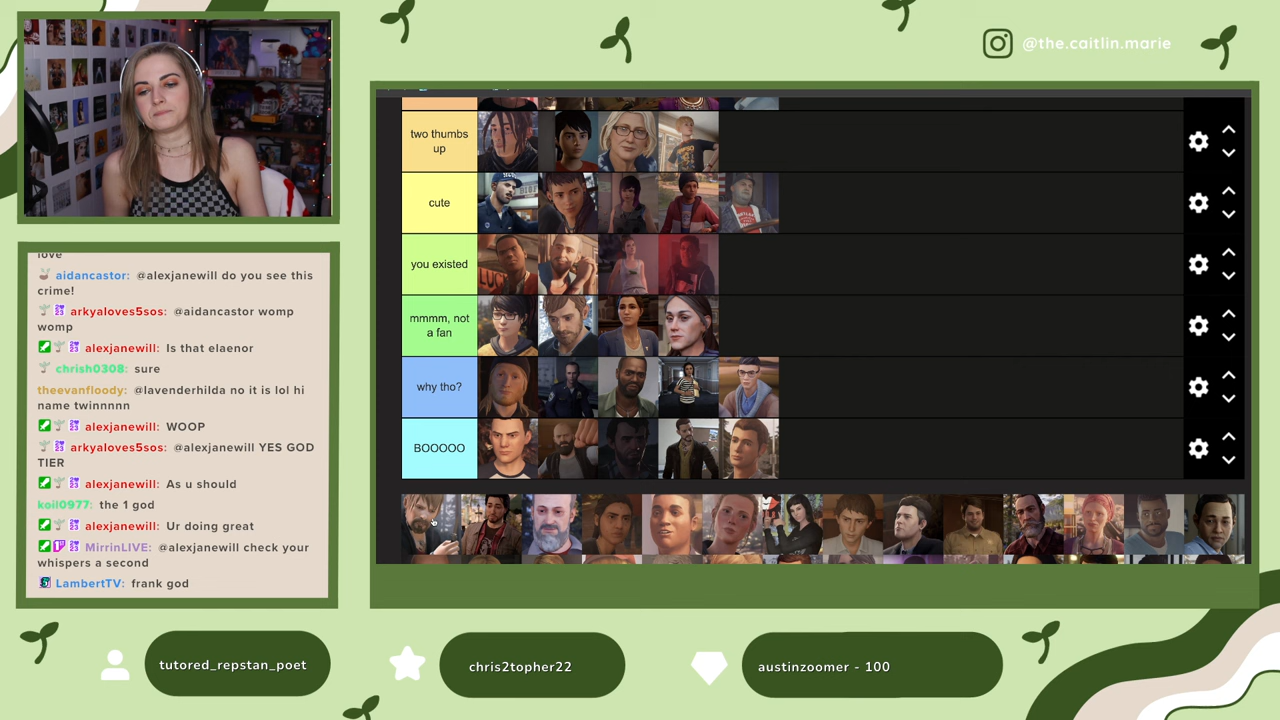 @the.caitlin.marie
two thumbs
up
cute
you existed
mmmm, not
a fan
why tho?
BOOOOO
love
aidancastor: @alexjanewill do you see this
crime!
arkyaloves5sos: @aidancastor womp
womp
alexjanewill: Is that elaenor
chrish0308: sure
theevanfloody: @lavenderhilda no it is lol hi
name twinnnnn
alexjanewill: WOOP
arkyaloves5sos: @alexjanewill YES GOD
TIER
alexjanewill: As u should
koil0977: the 1 god
alexjanewill: Ur doing great
MirrinLIVE: @alexjanewill check your
whispers a second
LambertTV: frank god
tutored_repstan_poet
chris2topher22
austinzoomer - 100